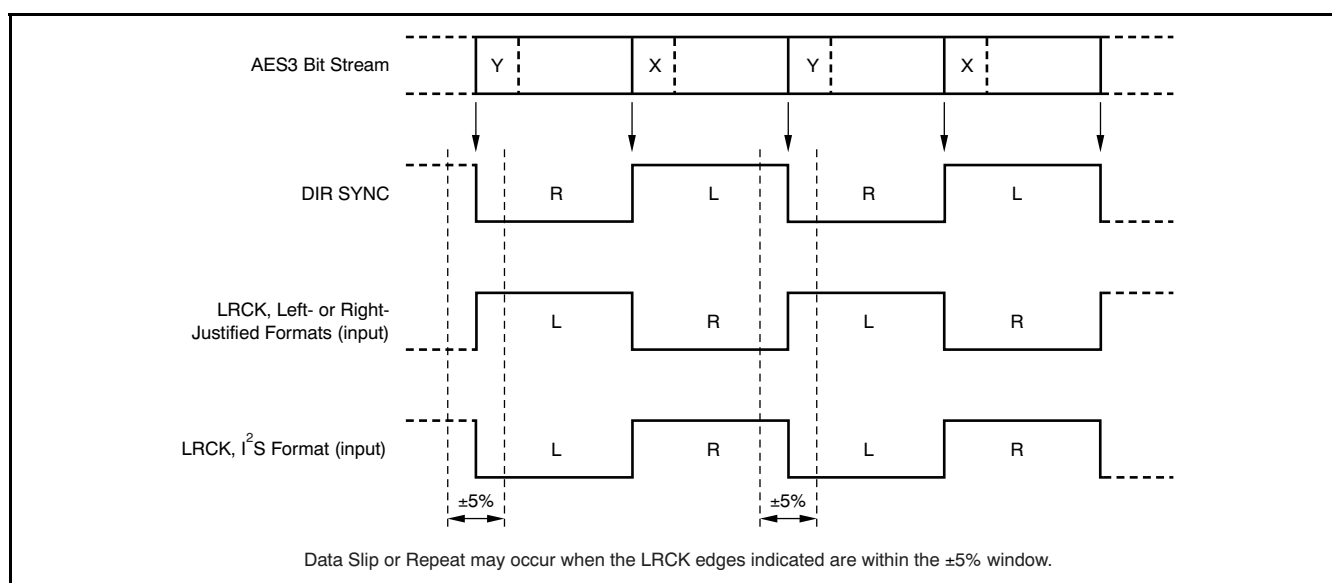 AES3 Bit Stream
Y X Y X
DIR SYNC
R L R L
LRCK, Left- or Right-
Justified Formats (input)
L R L R
LRCK, I²S Format (input)
L R L R
±5% ±5%
Data Slip or Repeat may occur when the LRCK edges indicated are within the ±5% window.